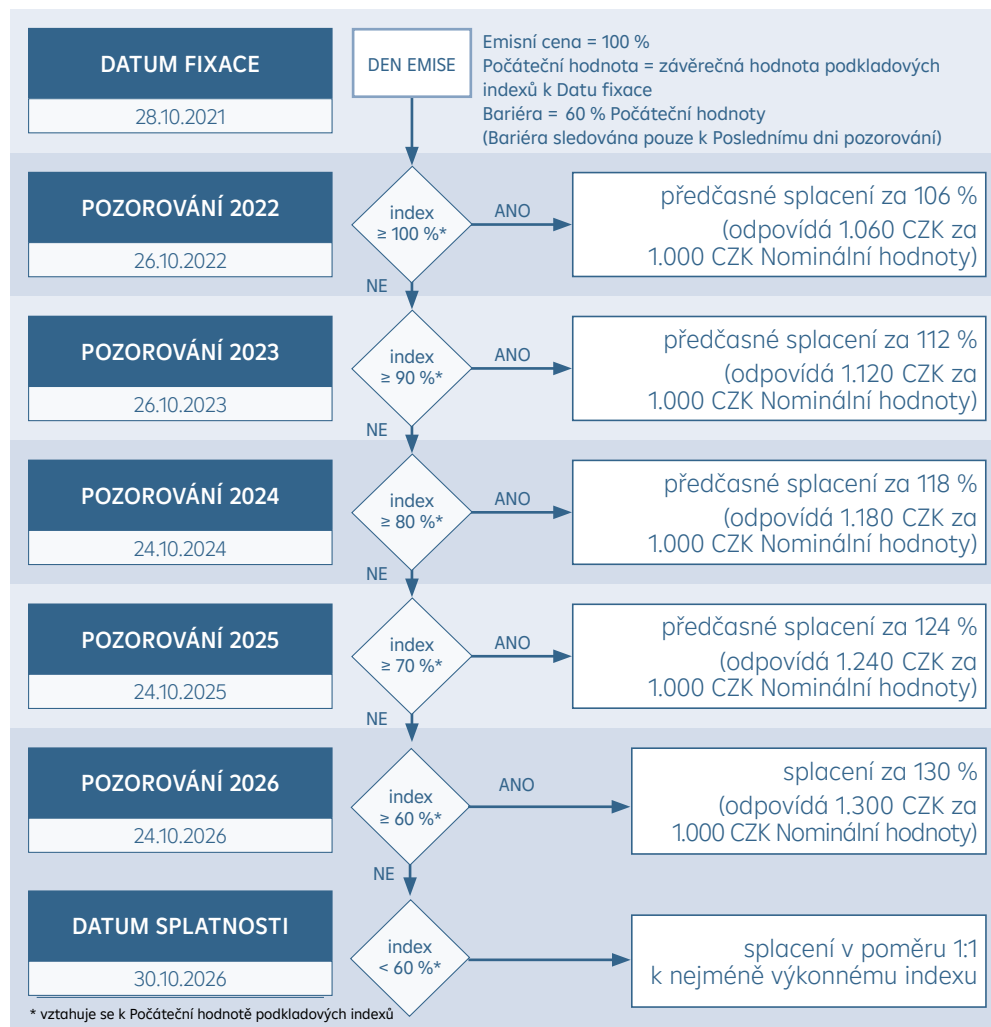 DATUM FIXACE
28.10.2021
DEN EMISE
Emisní cena = 100 %
Počáteční hodnota = závěrečná hodnota podkladových
indexů k Datu fixace
Bariéra = 60 % Počáteční hodnoty
(Bariéra sledována pouze k Poslednímu dni pozorování)
POZOROVÁNÍ 2022
26.10.2022
index
≥ 100 %*
ANO
předčasné splacení za 106 %
(odpovídá 1.060 CZK za
1.000 CZK Nominální hodnoty)
NE
POZOROVÁNÍ 2023
26.10.2023
index
≥ 90 %*
ANO
předčasné splacení za 112 %
(odpovídá 1.120 CZK za
1.000 CZK Nominální hodnoty)
NE
POZOROVÁNÍ 2024
24.10.2024
index
≥ 80 %*
ANO
předčasné splacení za 118 %
(odpovídá 1.180 CZK za
1.000 CZK Nominální hodnoty)
NE
POZOROVÁNÍ 2025
24.10.2025
index
≥ 70 %*
ANO
předčasné splacení za 124 %
(odpovídá 1.240 CZK za
1.000 CZK Nominální hodnoty)
NE
POZOROVÁNÍ 2026
24.10.2026
index
≥ 60 %*
ANO
splacení za 130 %
(odpovídá 1.300 CZK za
1.000 CZK Nominální hodnoty)
NE
DATUM SPLATNOSTI
30.10.2026
index
< 60 %*
splacení v poměru 1:1
k nejméně výkonnému indexu
* vztahuje se k Počáteční hodnotě podkladových indexů